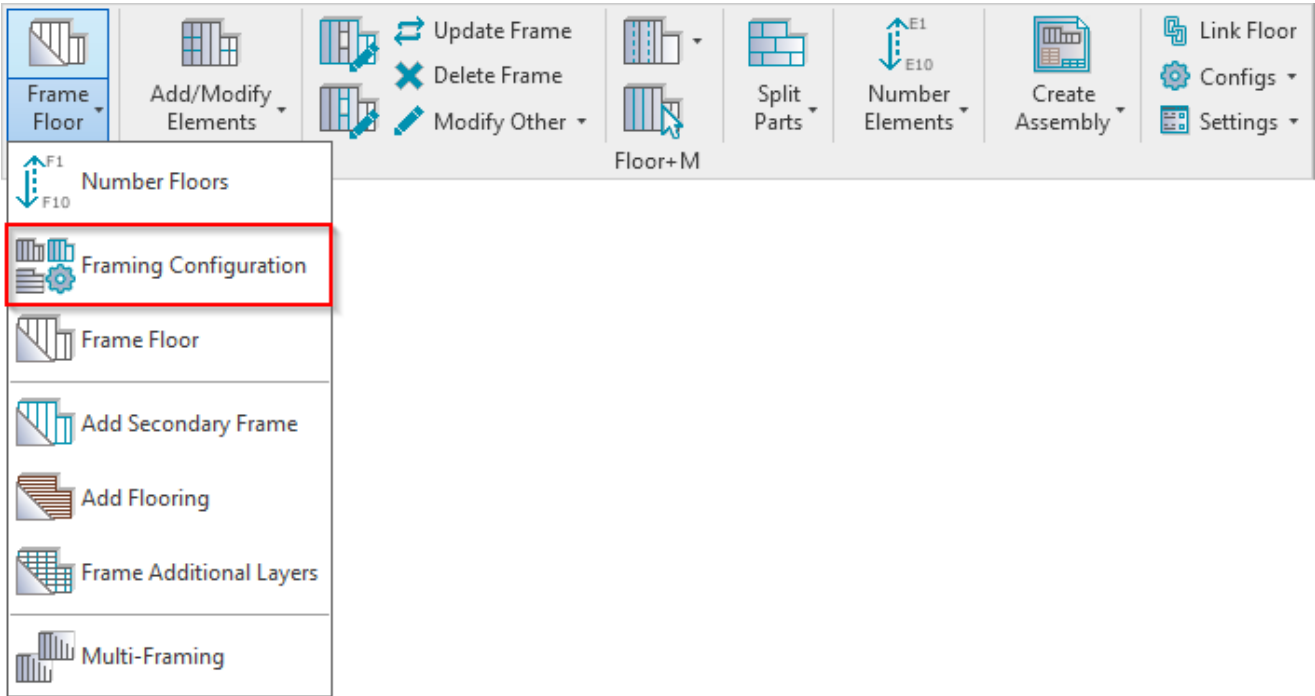 Frame
Floor
Add/Modify
Elements
Update Frame
Delete Frame
Modify Other
Split
Parts
E1
E10
Number
Elements
Create
Assembly
Link Floor
Configs
Settings
Floor+M
F1
F10
Number Floors
Framing Configuration
Frame Floor
Add Secondary Frame
Add Flooring
Frame Additional Layers
Multi-Framing